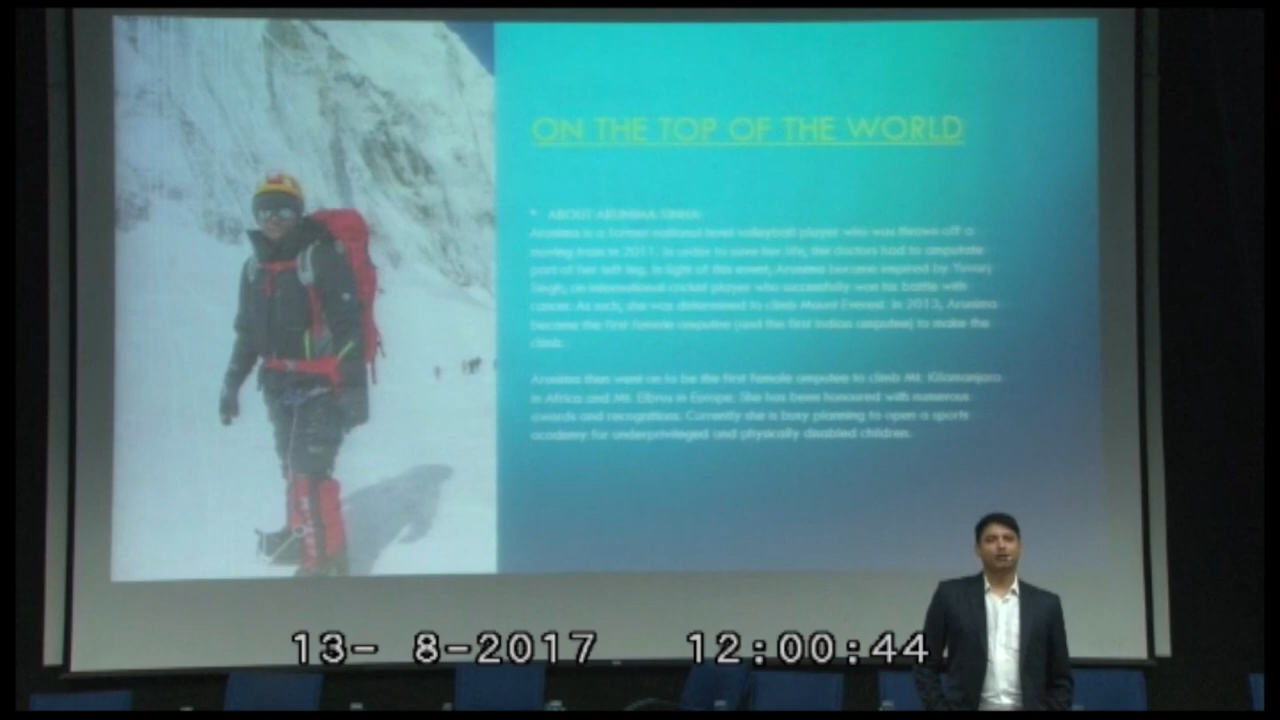 ON THE TOP OF THE WORLD
• ABOUT ARUNIMA SINHA:
Arunima is a former national level volleyball player who was thrown off a
moving train in 2011. In order to save her life, the doctors had to amputate
part of her left leg. In light of this event, Arunima became inspired by Yuvraj
Singh, an international cricket player who successfully won his battle with
cancer. As such, she was determined to climb Mount Everest. In 2013, Arunima
became the first female amputee (and the first Indian amputee) to make the
climb.
Arunima then went on to be the first female amputee to climb Mt. Kilamanjaro
in Africa and Mt. Elbrus in Europe. She has been honoured with numerous
awards and recognitions. Currently she is busy planning to open a sports
academy for underprivileged and physically disabled children.
13- 8-2017 12:00:44